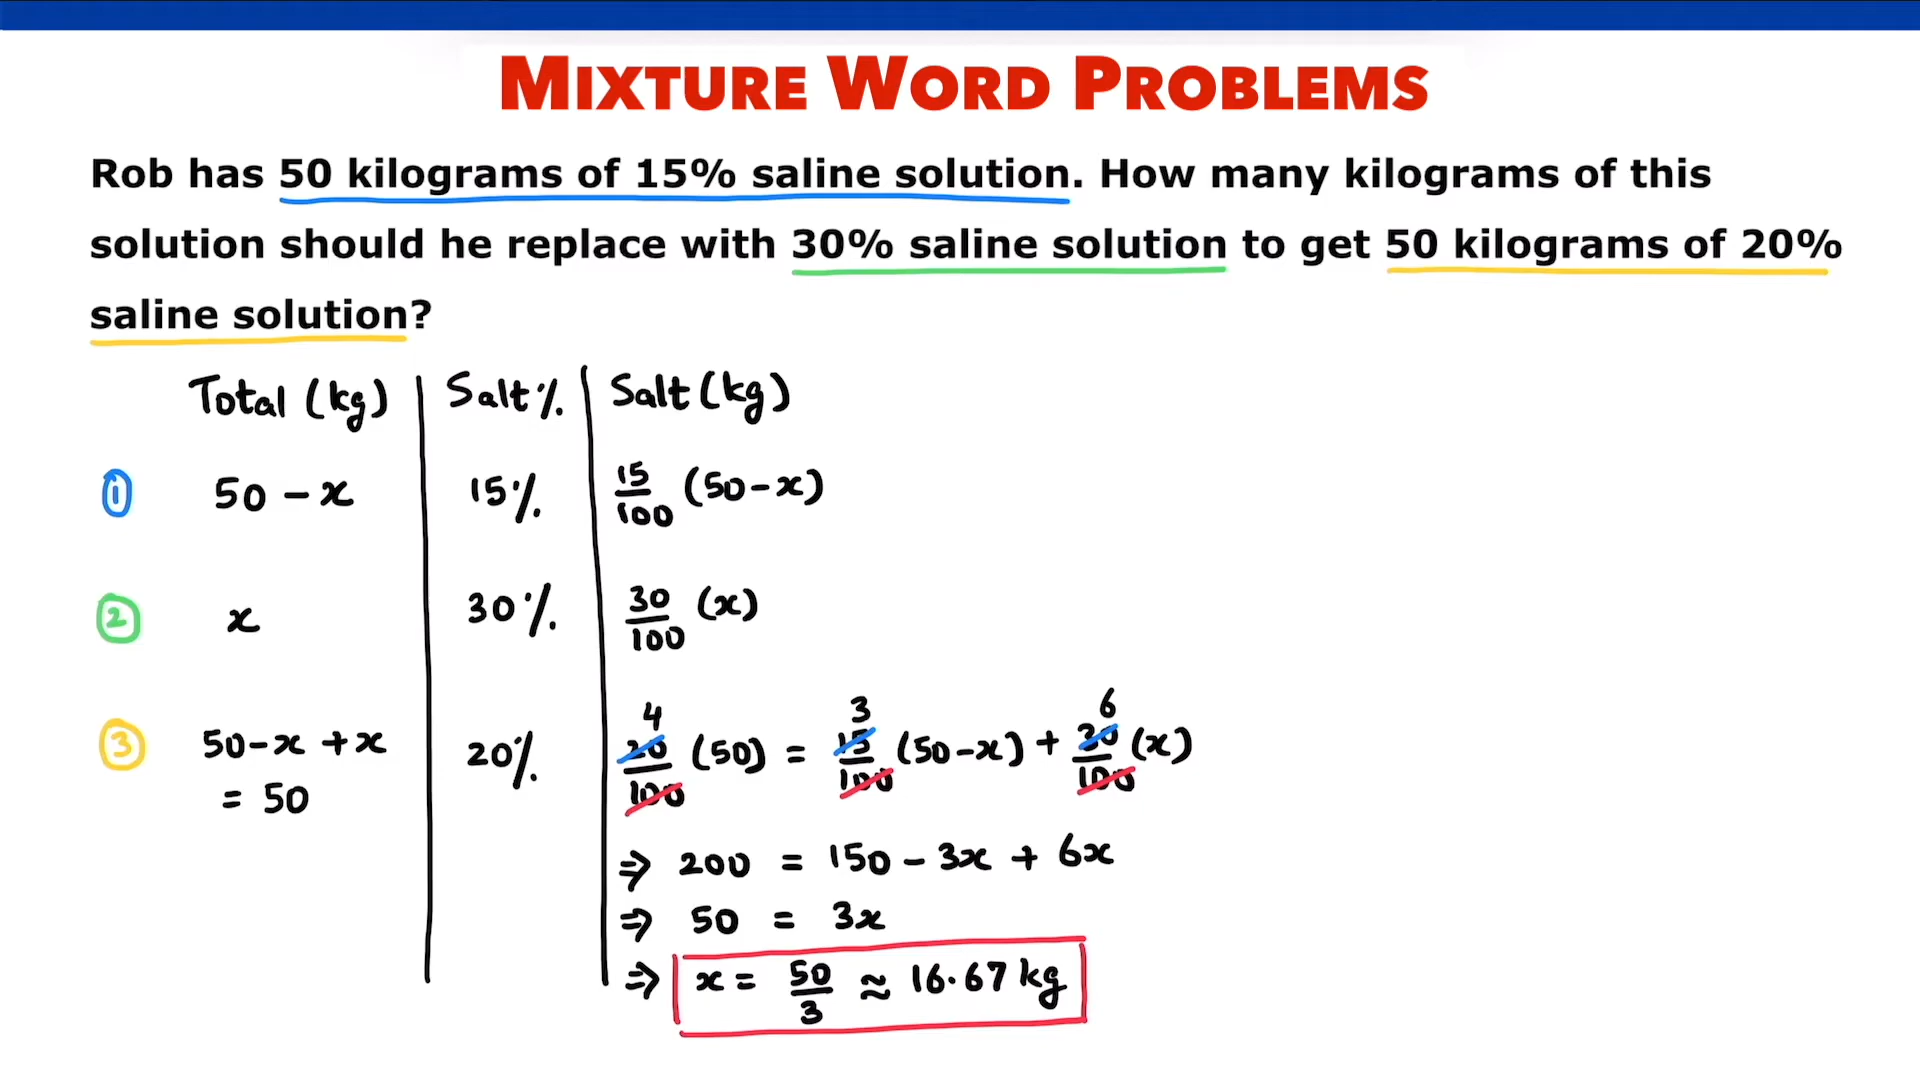 MIXTURE WORD PROBLEMS
Rob has 50 kilograms of 15% saline solution. How many kilograms of this
solution should he replace with 30% saline solution to get 50 kilograms of 20%
saline solution?
Total (kg) Salt % Salt (kg)
① 50 - x 15% 15/100 (50 - x)
② x 30% 30/100 (x)
4 3 6
③ 50 - x + x 20% 20/100 (50) = 15/100 (50 - x) + 30/100 (x)
= 50
⇒ 200 = 150 - 3x + 6x
⇒ 50 = 3x
⇒ x = 50/3 ≈ 16.67 kg